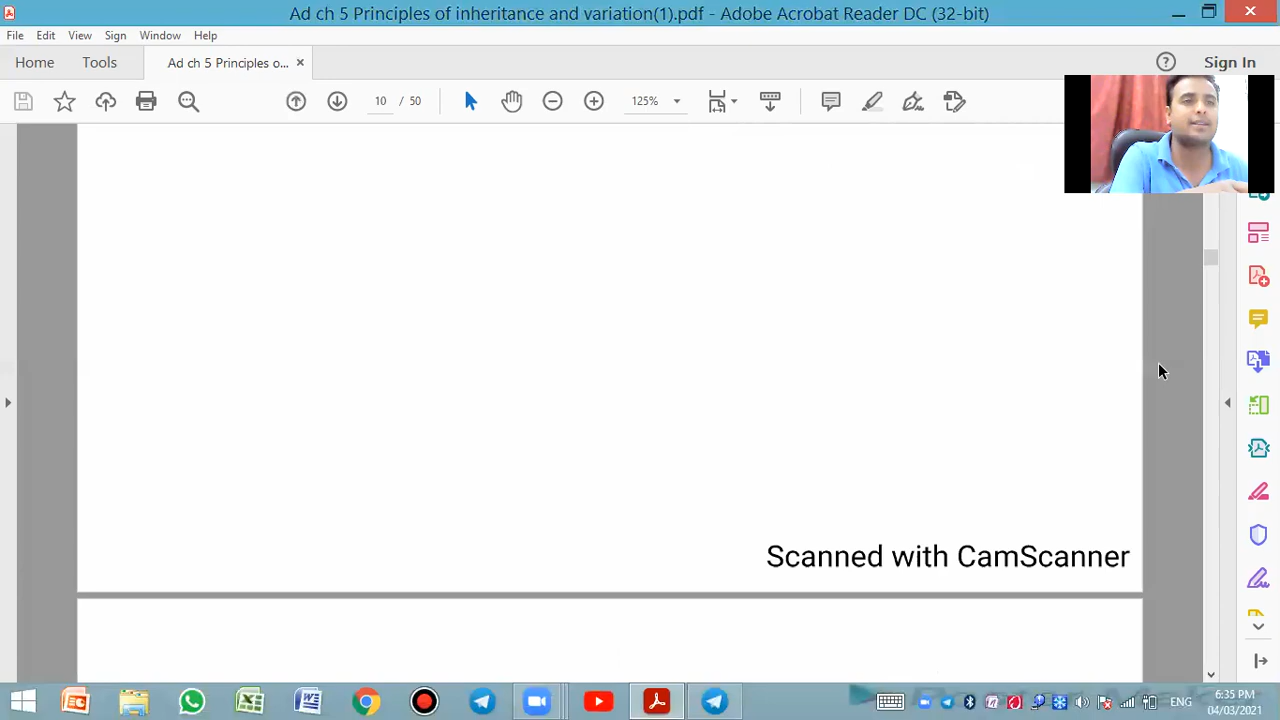 Ad ch 5 Principles of inheritance and variation(1).pdf - Adobe Acrobat Reader DC (32-bit)
File Edit View Sign Window Help
Home Tools Ad ch 5 Principles o... × Sign In
10 / 50 125%
Scanned with CamScanner
ENG 6:35 PM
04/03/2021